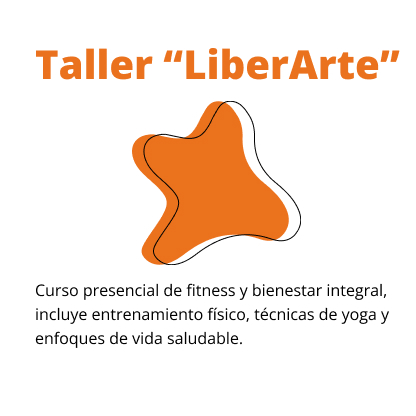 Taller “LiberArte”
Curso presencial de fitness y bienestar integral,
incluye entrenamiento físico, técnicas de yoga y
enfoques de vida saludable.